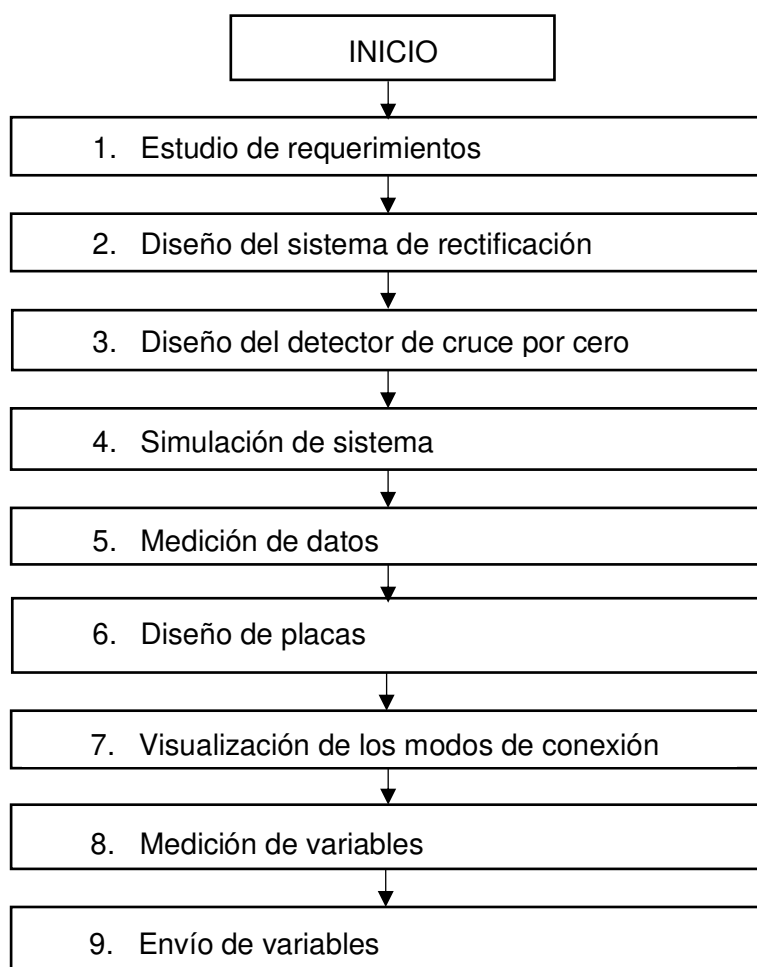 INICIO
1. Estudio de requerimientos
2. Diseño del sistema de rectificación
3. Diseño del detector de cruce por cero
4. Simulación de sistema
5. Medición de datos
6. Diseño de placas
7. Visualización de los modos de conexión
8. Medición de variables
9. Envío de variables